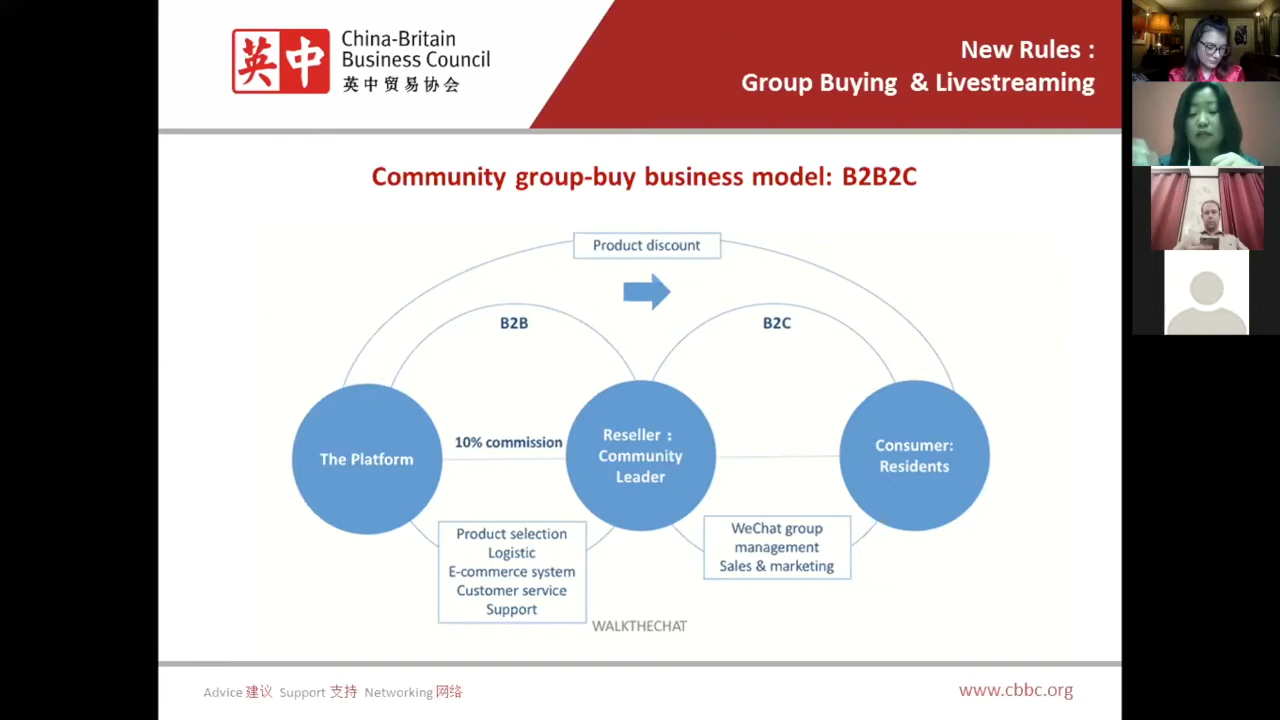 英中
China-Britain
Business Council
英中贸易协会
New Rules :
Group Buying & Livestreaming
Community group-buy business model: B2B2C
Product discount
B2B
B2C
The Platform
10% commission
Reseller：
Community
Leader
Consumer:
Residents
Product selection
Logistic
E-commerce system
Customer service
Support
WeChat group
management
Sales & marketing
WALKTHECHAT
Advice 建议 Support 支持 Networking 网络
www.cbbc.org